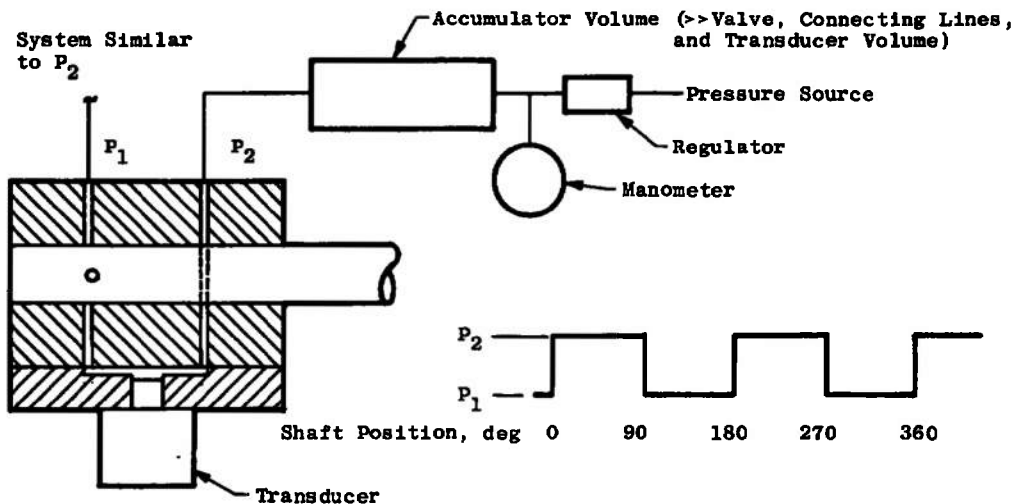 System Similar
to P2
Accumulator Volume (>>Valve, Connecting Lines,
and Transducer Volume)
P1
P2
Pressure Source
Regulator
Manometer
P2
P1
Shaft Position, deg 0 90 180 270 360
Transducer